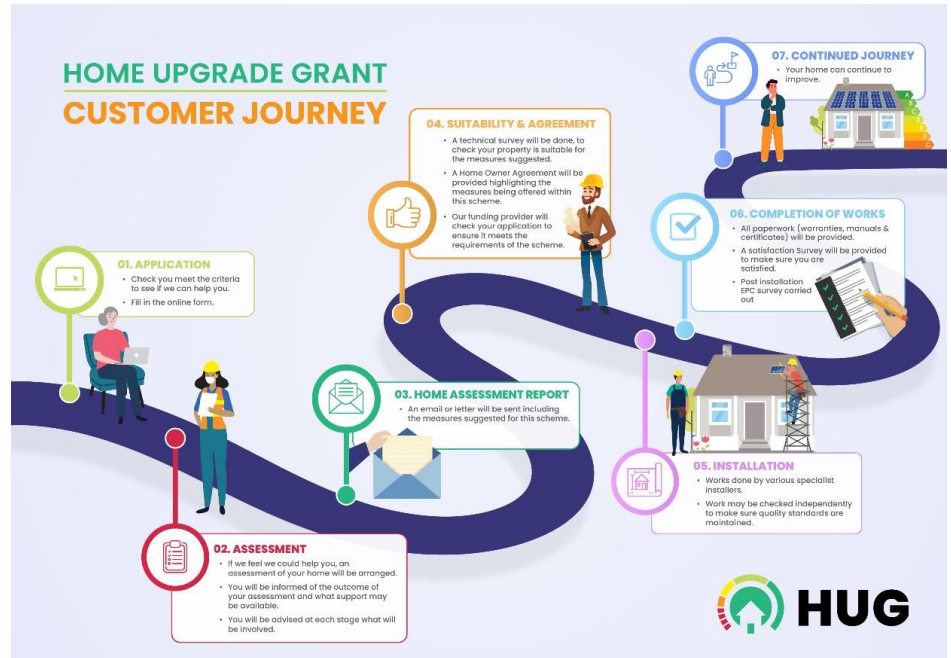 HOME UPGRADE GRANT
CUSTOMER JOURNEY
01. APPLICATION
• Check you meet the criteria
to see if we can help you.
• Fill in the online form.
02. ASSESSMENT
• If we feel we could help you, an
assessment of your home will be arranged.
• You will be informed of the outcome of
your assessment and what support may
be available.
• You will be advised at each stage what will
be involved.
03. HOME ASSESSMENT REPORT
• An email or letter will be sent including
the measures suggested for this scheme.
04. SUITABILITY & AGREEMENT
• A technical survey will be done, to
check your property is suitable for
the measures suggested.
• A Home Owner Agreement will be
provided highlighting the
measures being offered within
this scheme.
• Our funding provider will
check your application to
ensure it meets the
requirements of the scheme.
05. INSTALLATION
• Works done by various specialist
installers.
• Work may be checked independently
to make sure quality standards are
maintained.
06. COMPLETION OF WORKS
• All paperwork (warranties, manuals &
certificates) will be provided.
• A satisfaction Survey will be provided
to make sure you are
satisfied.
• Post installation
EPC survey carried
out
07. CONTINUED JOURNEY
• Your home can continue to
improve.
A
B
C
G
HUG